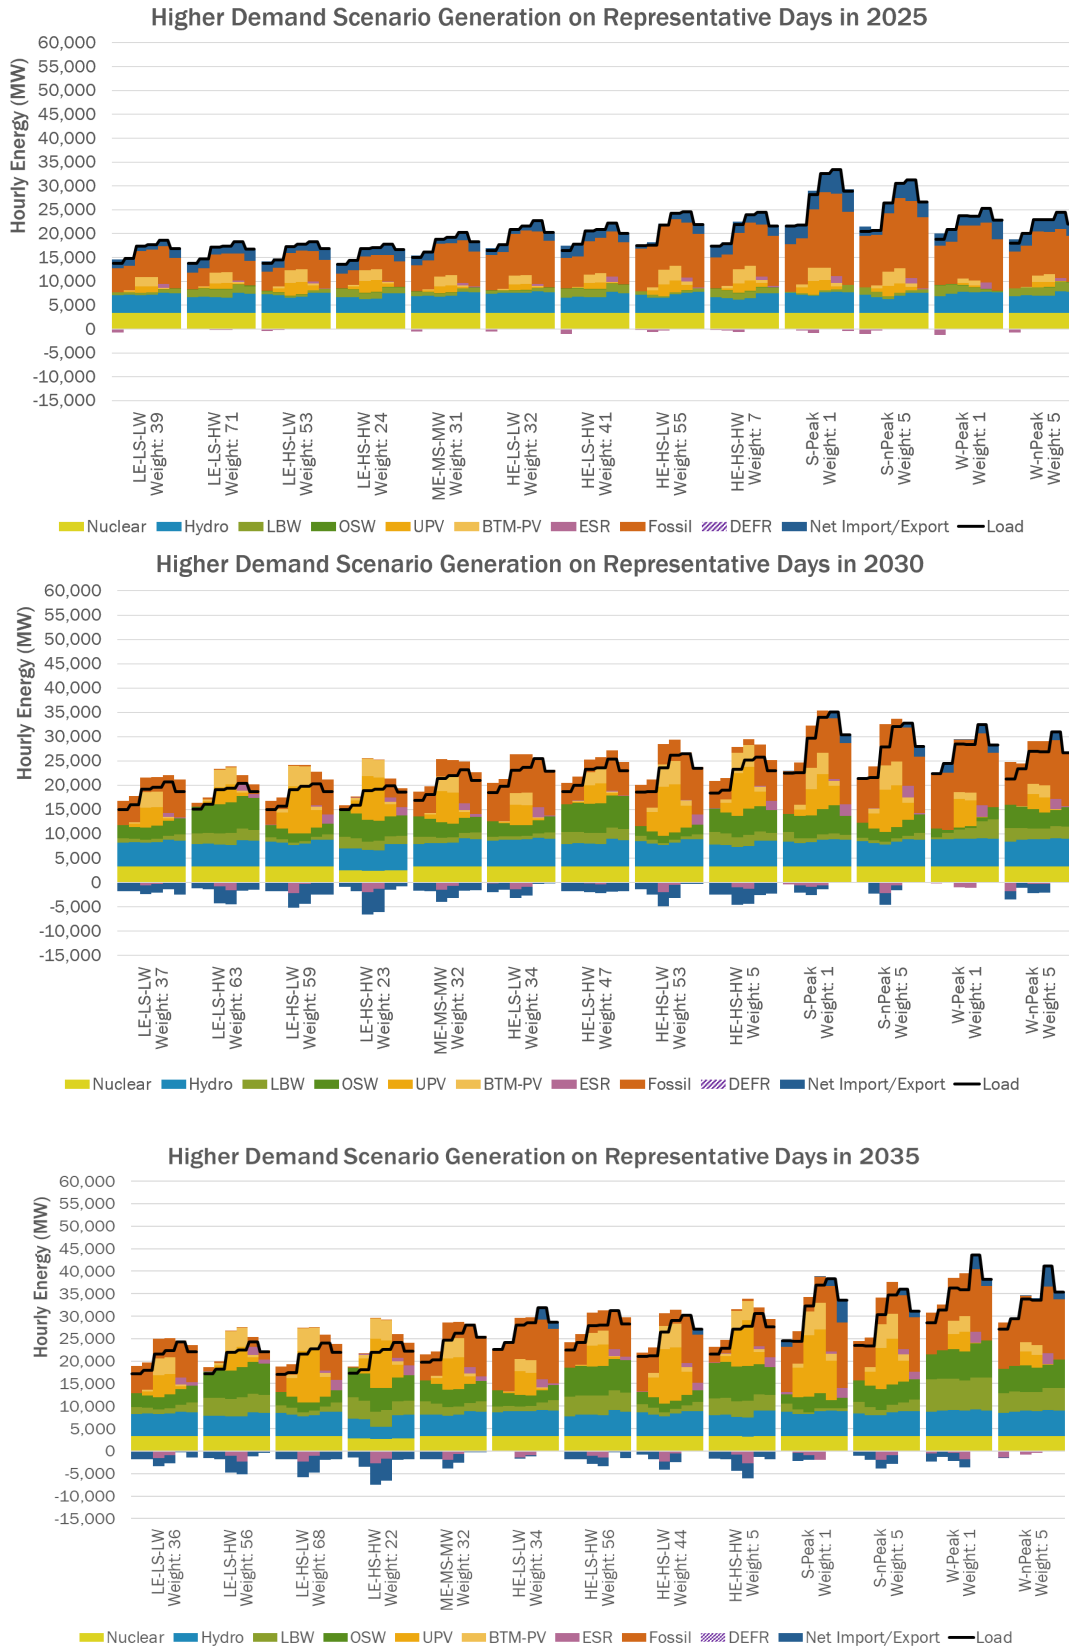 Higher Demand Scenario Generation on Representative Days in 2025
Hourly Energy (MW)
60,000
55,000
50,000
45,000
40,000
35,000
30,000
25,000
20,000
15,000
10,000
5,000
0
-5,000
-10,000
-15,000
LE-LS-LW
Weight: 39
LE-LS-HW
Weight: 71
LE-HS-LW
Weight: 53
LE-HS-HW
Weight: 24
ME-MS-MW
Weight: 31
HE-LS-LW
Weight: 32
HE-LS-HW
Weight: 41
HE-HS-LW
Weight: 55
HE-HS-HW
Weight: 7
S-Peak
Weight: 1
S-nPeak
Weight: 5
W-Peak
Weight: 1
W-nPeak
Weight: 5
Nuclear Hydro LBW OSW UPV BTM-PV ESR Fossil DEFR Net Import/Export Load
Higher Demand Scenario Generation on Representative Days in 2030
Hourly Energy (MW)
60,000
55,000
50,000
45,000
40,000
35,000
30,000
25,000
20,000
15,000
10,000
5,000
0
-5,000
-10,000
-15,000
LE-LS-LW
Weight: 37
LE-LS-HW
Weight: 63
LE-HS-LW
Weight: 59
LE-HS-HW
Weight: 23
ME-MS-MW
Weight: 32
HE-LS-LW
Weight: 34
HE-LS-HW
Weight: 47
HE-HS-LW
Weight: 53
HE-HS-HW
Weight: 5
S-Peak
Weight: 1
S-nPeak
Weight: 5
W-Peak
Weight: 1
W-nPeak
Weight: 5
Nuclear Hydro LBW OSW UPV BTM-PV ESR Fossil DEFR Net Import/Export Load
Higher Demand Scenario Generation on Representative Days in 2035
Hourly Energy (MW)
60,000
55,000
50,000
45,000
40,000
35,000
30,000
25,000
20,000
15,000
10,000
5,000
0
-5,000
-10,000
-15,000
LE-LS-LW
Weight: 36
LE-LS-HW
Weight: 56
LE-HS-LW
Weight: 68
LE-HS-HW
Weight: 22
ME-MS-MW
Weight: 32
HE-LS-LW
Weight: 34
HE-LS-HW
Weight: 56
HE-HS-LW
Weight: 44
HE-HS-HW
Weight: 5
S-Peak
Weight: 1
S-nPeak
Weight: 5
W-Peak
Weight: 1
W-nPeak
Weight: 5
Nuclear Hydro LBW OSW UPV BTM-PV ESR Fossil DEFR Net Import/Export Load